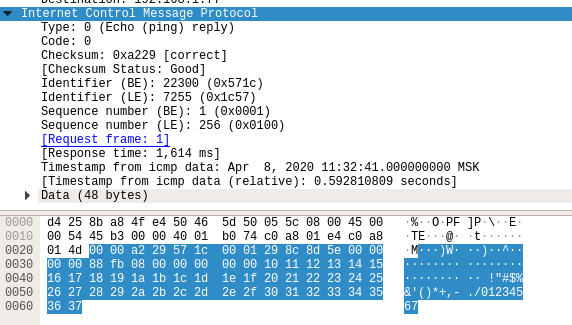 Destination: 192.168.1.77
Internet Control Message Protocol
Type: 0 (Echo (ping) reply)
Code: 0
Checksum: 0xa229 [correct]
[Checksum Status: Good]
Identifier (BE): 22300 (0x571c)
Identifier (LE): 7255 (0x1c57)
Sequence number (BE): 1 (0x0001)
Sequence number (LE): 256 (0x0100)
[Request frame: 1]
[Response time: 1,614 ms]
Timestamp from icmp data: Apr  8, 2020 11:32:41.000000000 MSK
[Timestamp from icmp data (relative): 0.592810809 seconds]
Data (48 bytes)
0000 d4 25 8b a8 4f e4 50 46 5d 50 05 5c 08 00 45 00 ·%··O·PF ]P·\··E·
0010 00 54 45 b3 00 00 40 01 b0 74 c0 a8 01 e4 c0 a8 ·TE···@· ·t······
0020 01 4d 00 00 a2 29 57 1c 00 01 29 8c 8d 5e 00 00 ·M···)W· ··)··^··
0030 00 00 88 fb 08 00 00 00 00 00 10 11 12 13 14 15 ········ ········
0040 16 17 18 19 1a 1b 1c 1d 1e 1f 20 21 22 23 24 25 ········ ·· !"#$%
0050 26 27 28 29 2a 2b 2c 2d 2e 2f 30 31 32 33 34 35 &'()*+,- ./012345
0060 36 37 67